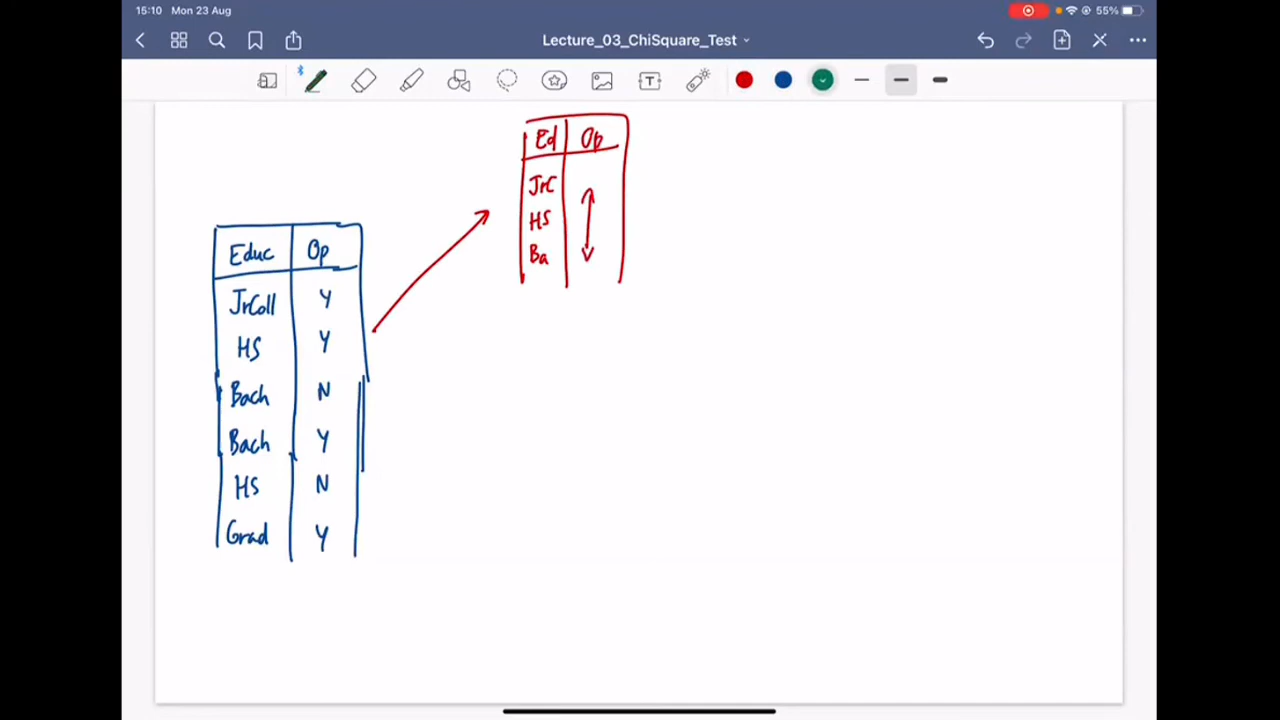 15:10 Mon 23 Aug
55%
Lecture_03_ChiSquare_Test
T
Ed Op
JrC
HS
Ba
Educ Op
JrColl Y
HS Y
Bach N
Bach Y
HS N
Grad Y